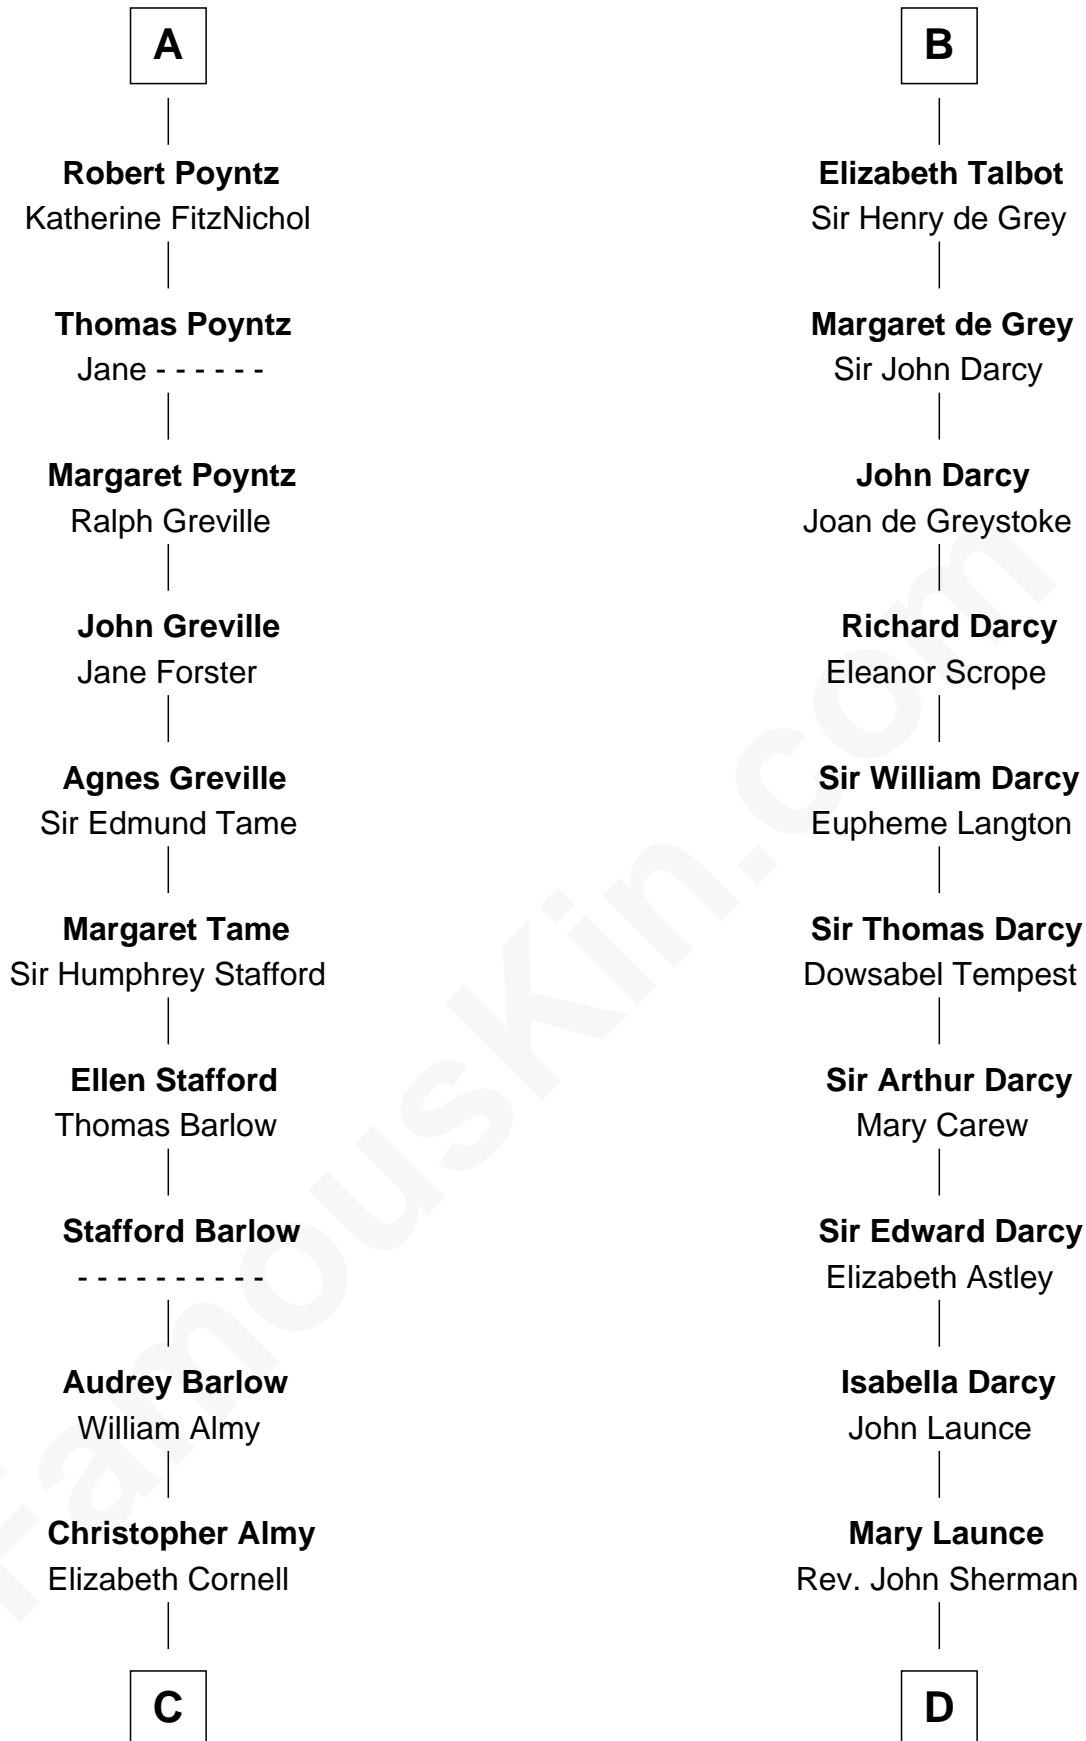 A
Robert Poyntz
Katherine FitzNichol
Thomas Poyntz
Jane - - - - - -
Margaret Poyntz
Ralph Greville
John Greville
Jane Forster
Agnes Greville
Sir Edmund Tame
Margaret Tame
Sir Humphrey Stafford
Ellen Stafford
Thomas Barlow
Stafford Barlow
- - - - - - - - - -
Audrey Barlow
William Almy
Christopher Almy
Elizabeth Cornell
C
B
Elizabeth Talbot
Sir Henry de Grey
Margaret de Grey
Sir John Darcy
John Darcy
Joan de Greystoke
Richard Darcy
Eleanor Scrope
Sir William Darcy
Eupheme Langton
Sir Thomas Darcy
Dowsabel Tempest
Sir Arthur Darcy
Mary Carew
Sir Edward Darcy
Elizabeth Astley
Isabella Darcy
John Launce
Mary Launce
Rev. John Sherman
D
FamousKin.com